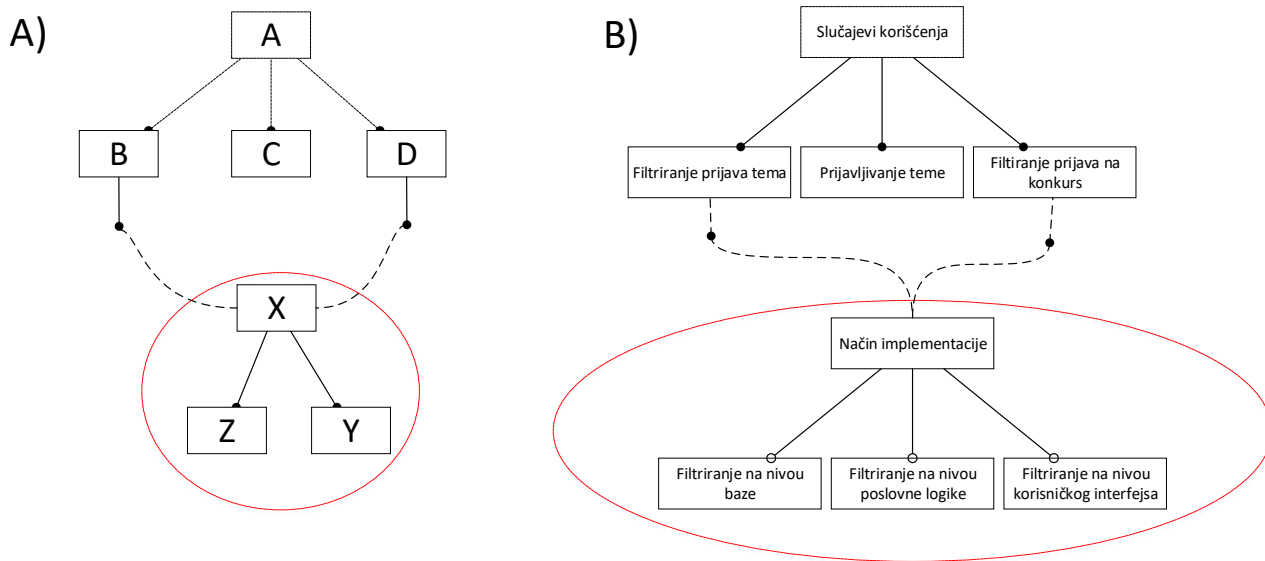 A)
A
B
C
D
X
Z
Y
B)
Slučajevi korišćenja
Filtriranje prijava tema
Prijavljivanje teme
Filtiranje prijava na
konkurs
Način implementacije
Filtriranje na nivou
baze
Filtriranje na nivou
poslovne logike
Filtriranje na nivou
korisničkog interfejsa